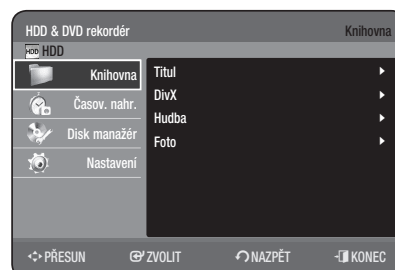 HDD & DVD rekordér Knihovna
HDD HDD
Knihovna
Časov. nahr.
Disk manažér
Nastavení
Titul
DivX
Hudba
Foto
PŘESUN ZVOLIT NAZPĚT KONEC